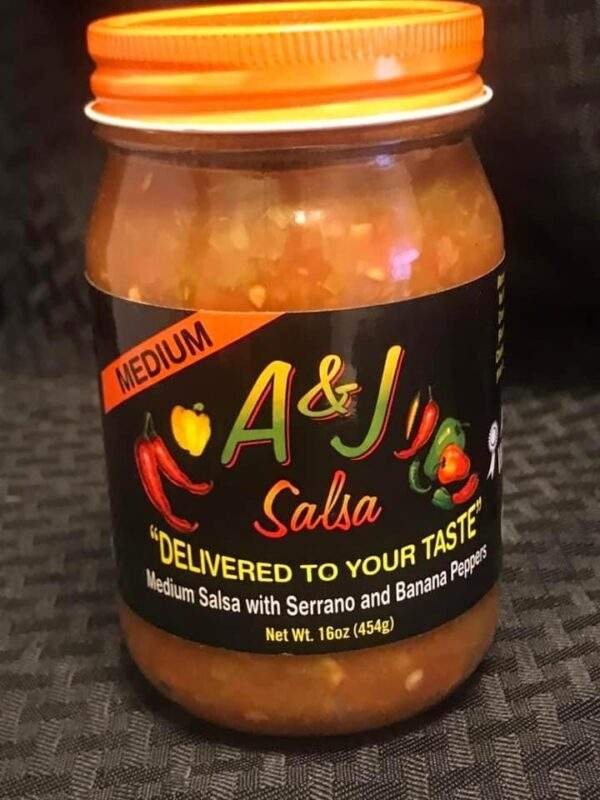 MEDIUM
A&J
Salsa
“DELIVERED TO YOUR TASTE”
Medium Salsa with Serrano and Banana Peppers
Net Wt. 16oz (454g)